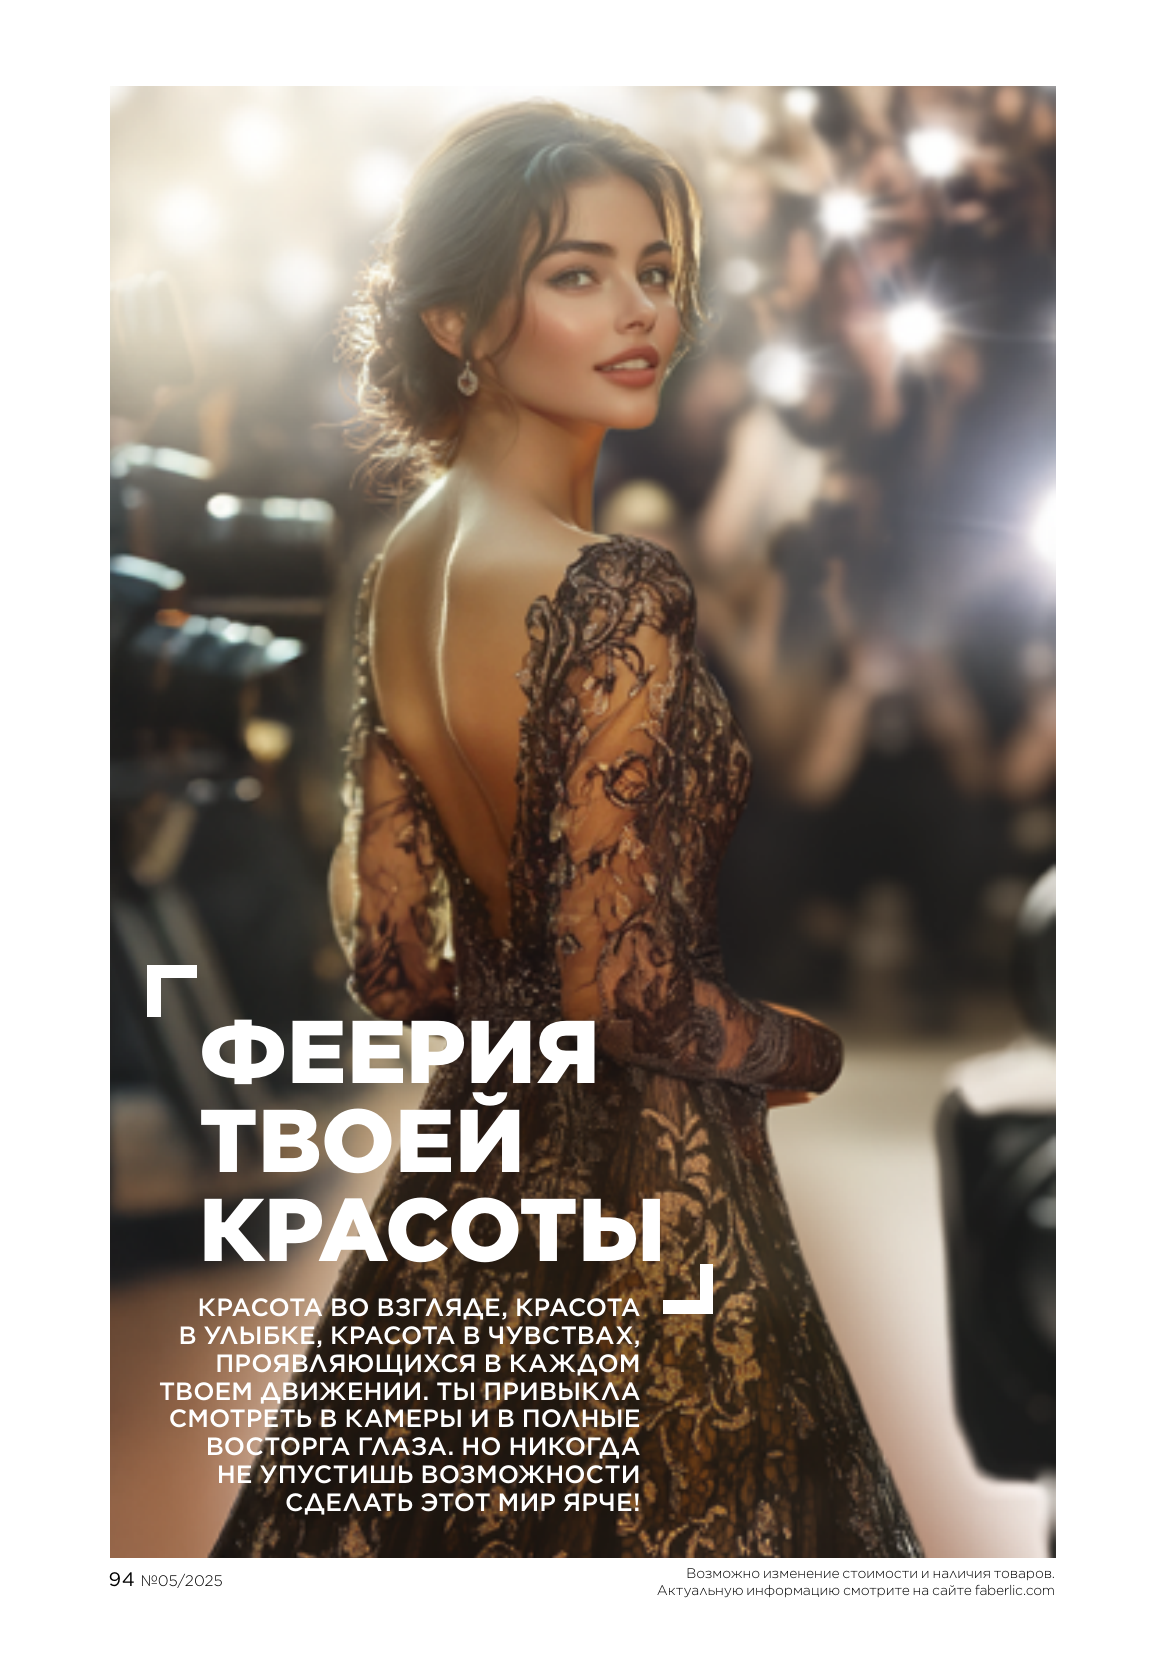 ФЕЕРИЯ
ТВОЕЙ
КРАСОТЫ
КРАСОТА ВО ВЗГЛЯДЕ, КРАСОТА
В УЛЫБКЕ, КРАСОТА В ЧУВСТВАХ,
ПРОЯВЛЯЮЩИХСЯ В КАЖДОМ
ТВОЕМ ДВИЖЕНИИ. ТЫ ПРИВЫКЛА
СМОТРЕТЬ В КАМЕРЫ И В ПОЛНЫЕ
ВОСТОРГА ГЛАЗА. НО НИКОГДА
НЕ УПУСТИШЬ ВОЗМОЖНОСТИ
СДЕЛАТЬ ЭТОТ МИР ЯРЧЕ!
94 №05/2025
Возможно изменение стоимости и наличия товаров.
Актуальную информацию смотрите на сайте faberlic.com